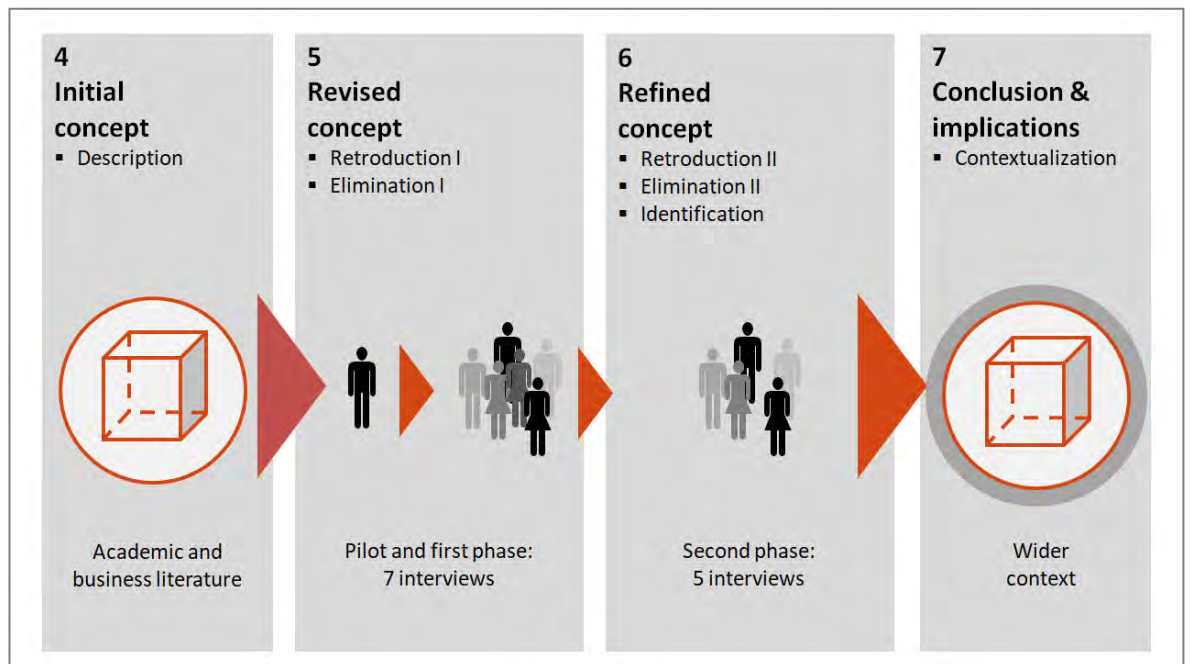 4
Initial
concept
▪ Description
Academic and
business literature
5
Revised
concept
▪ Retroduction I
▪ Elimination I
Pilot and first phase:
7 interviews
6
Refined
concept
▪ Retroduction II
▪ Elimination II
▪ Identification
Second phase:
5 interviews
7
Conclusion &
implications
▪ Contextualization
Wider
context